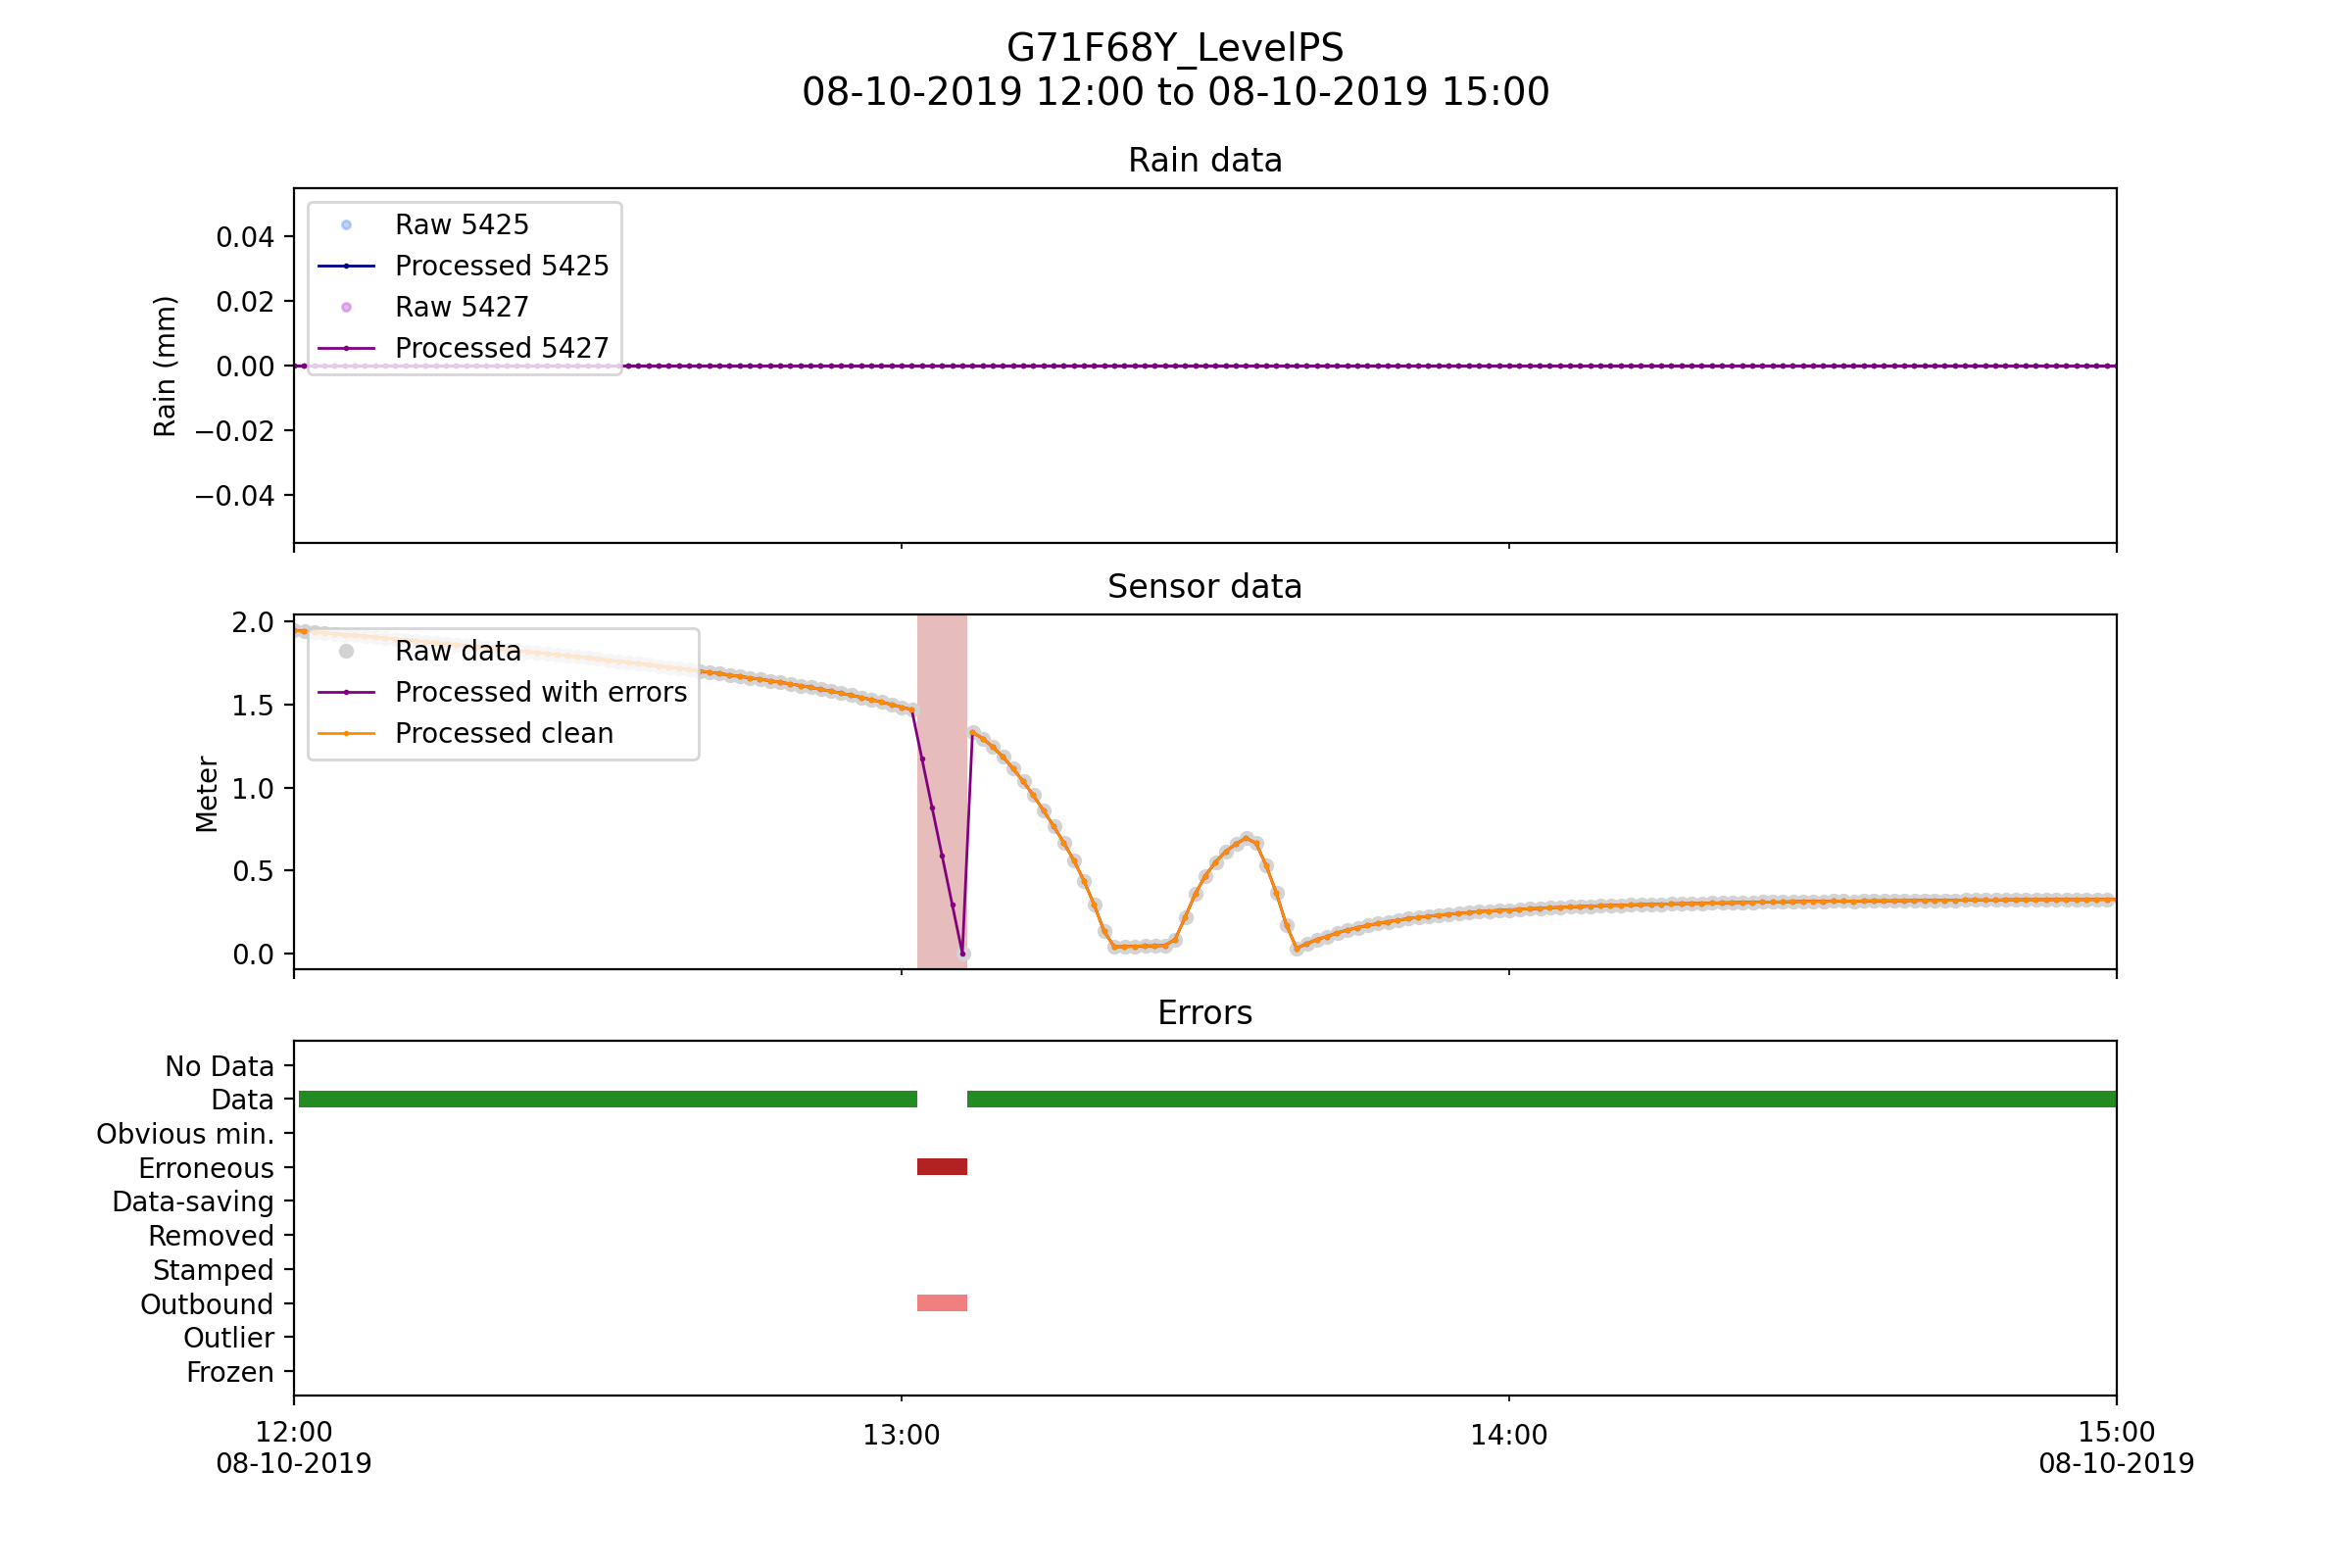 G71F68Y_LevelPS
08-10-2019 12:00 to 08-10-2019 15:00
Rain data
Rain (mm)
0.04
0.02
0.00
−0.02
−0.04
Raw 5425
Processed 5425
Raw 5427
Processed 5427
Sensor data
Meter
2.0
1.5
1.0
0.5
0.0
Raw data
Processed with errors
Processed clean
Errors
No Data
Data
Obvious min.
Erroneous
Data-saving
Removed
Stamped
Outbound
Outlier
Frozen
12:00
08-10-2019
13:00
14:00
15:00
08-10-2019